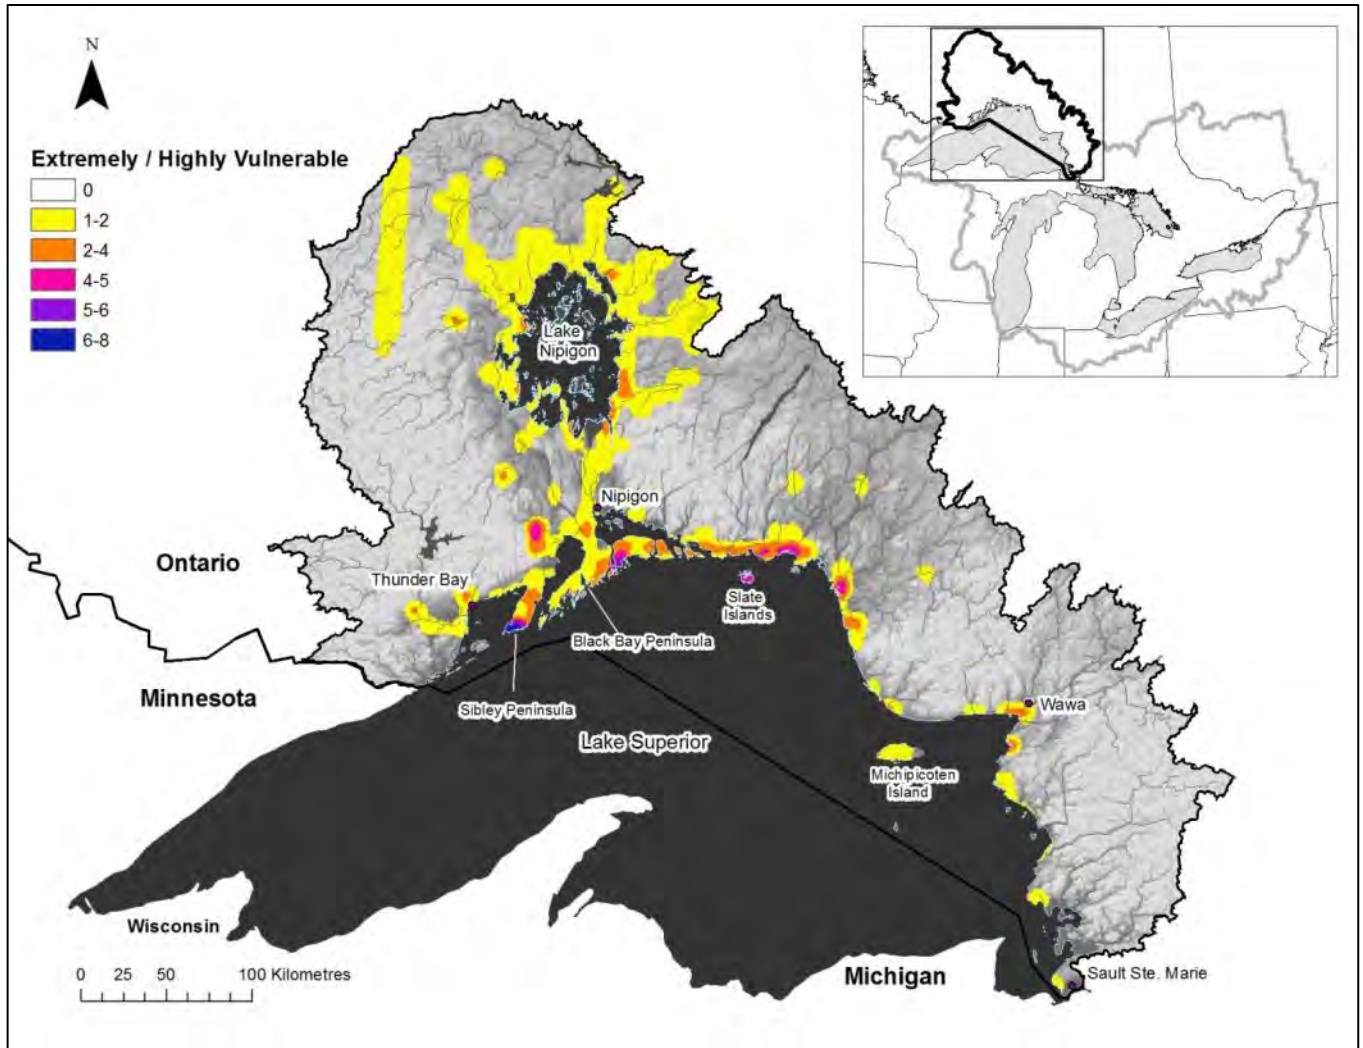 N
Extremely / Highly Vulnerable
0
1-2
2-4
4-5
5-6
6-8
Lake
Nipigon
Nipigon
Ontario
Thunder Bay
Slate
Islands
Black Bay Peninsula
Minnesota
Sibley Peninsula
Wawa
Lake Superior
Michipicoten
Island
Wisconsin
0 25 50 100 Kilometres
Michigan
Sault Ste. Marie